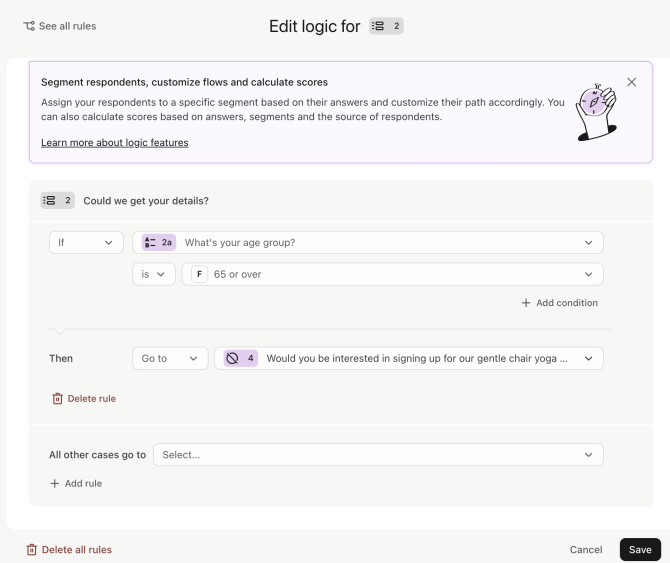 See all rules
Edit logic for 2
Segment respondents, customize flows and calculate scores
Assign your respondents to a specific segment based on their answers and customize their path accordingly. You
can also calculate scores based on answers, segments and the source of respondents.
Learn more about logic features
2 Could we get your details?
If 2a What's your age group?
is F 65 or over
+ Add condition
Then Go to 4 Would you be interested in signing up for our gentle chair yoga ...
Delete rule
All other cases go to Select...
+ Add rule
Delete all rules Cancel Save